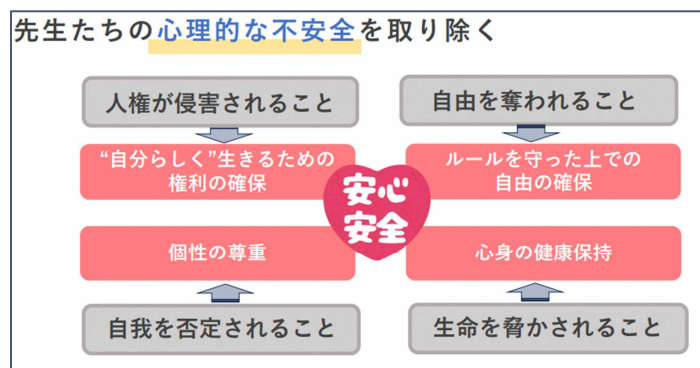 先生たちの心理的な不安全を取り除く
人権が侵害されること
自由を奪われること
“自分らしく”生きるための
権利の確保
ルールを守った上での
自由の確保
安心
安全
個性の尊重
心身の健康保持
自我を否定されること
生命を脅かされること